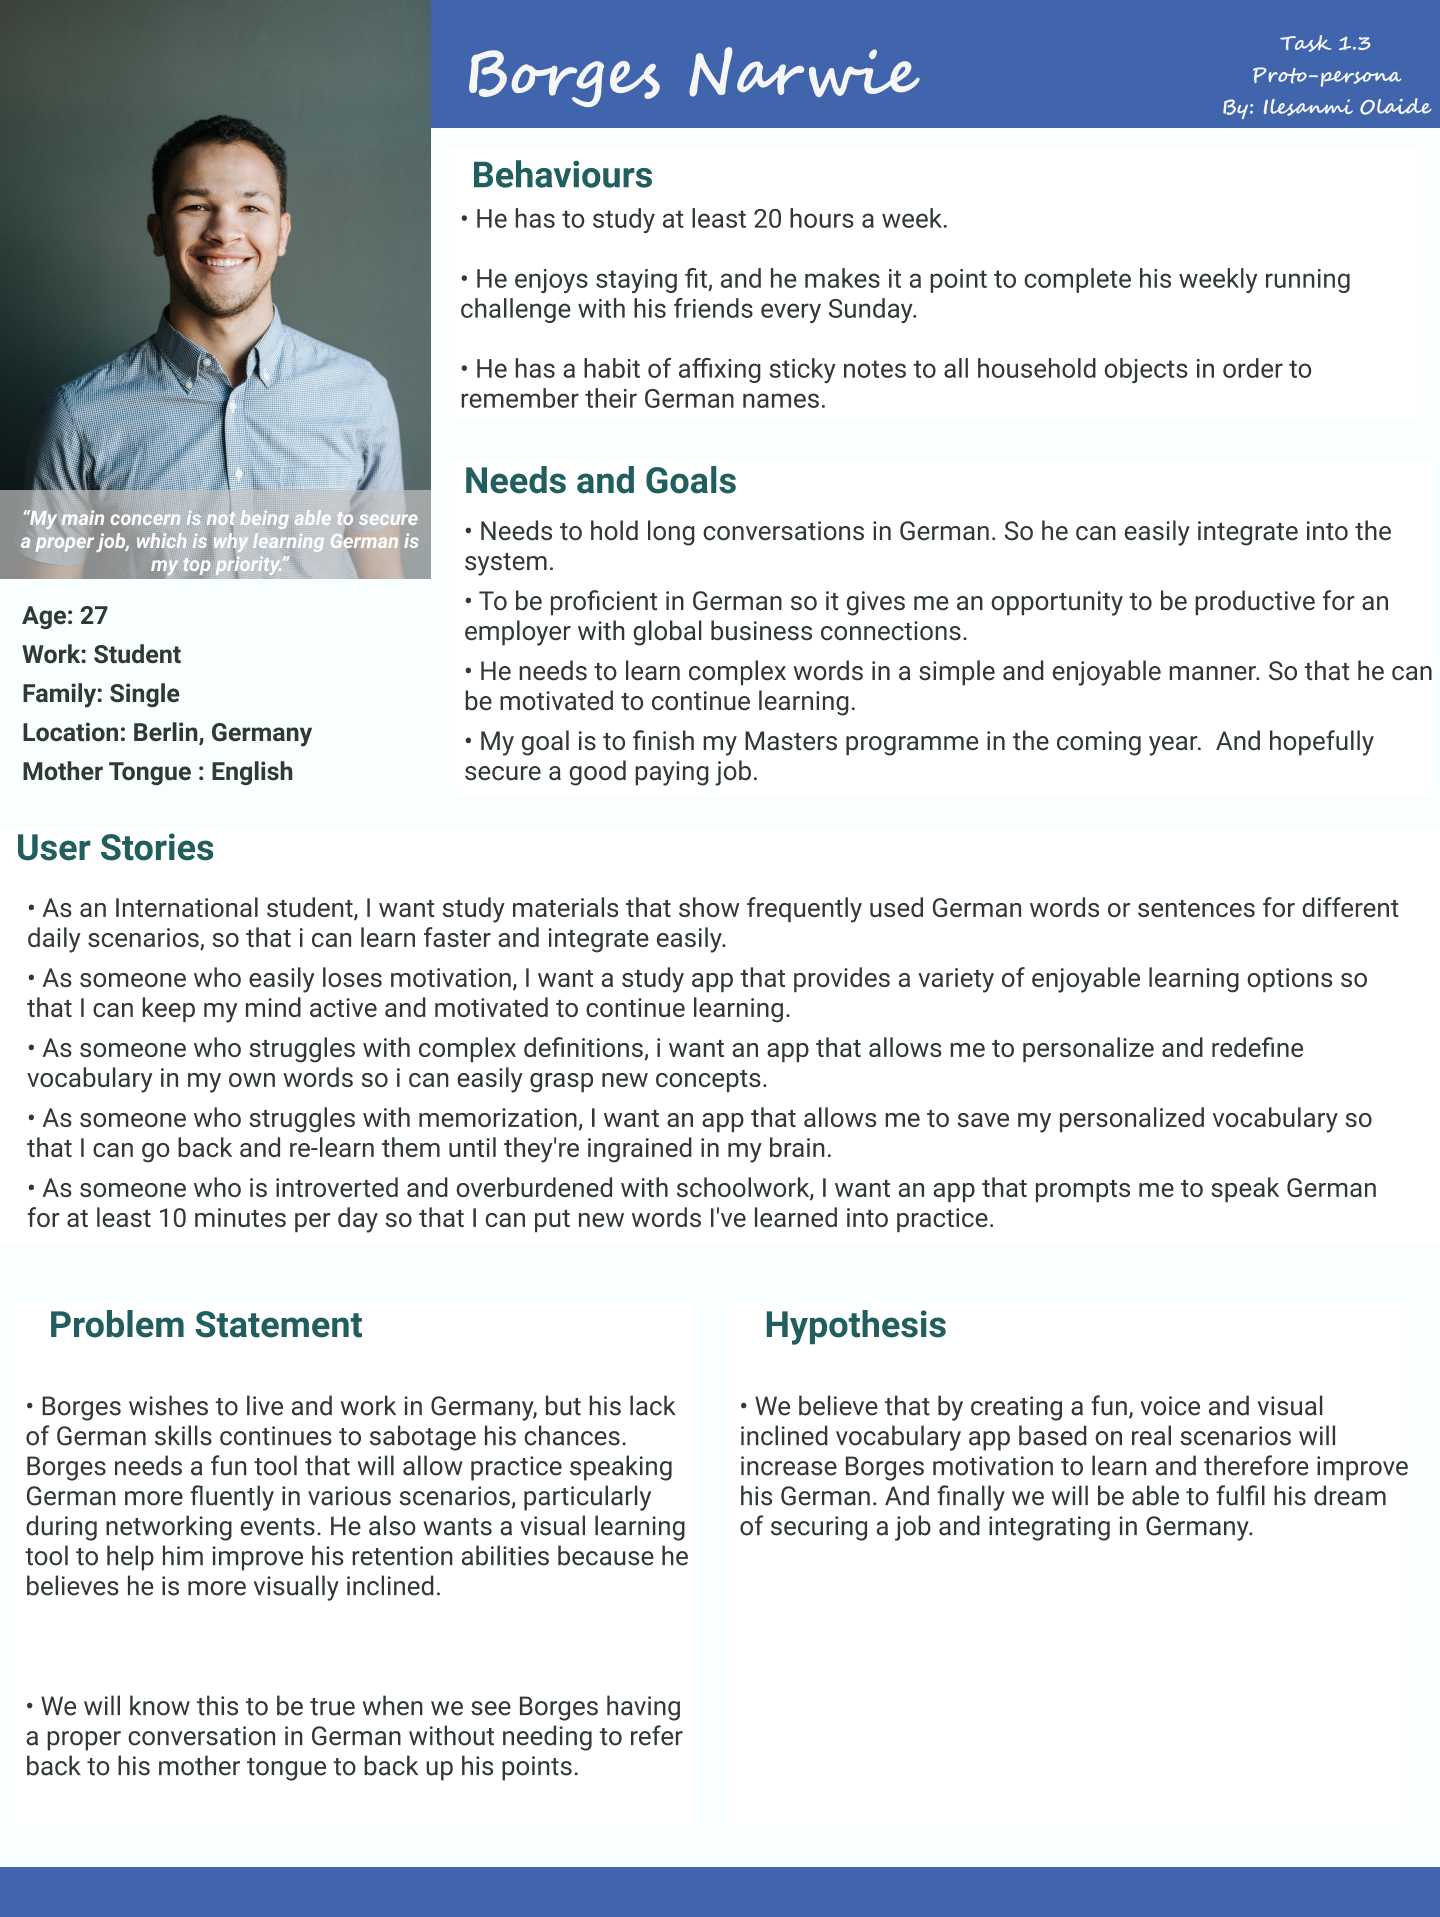 Borges Narwie
Task 1.3
Proto-persona
By: Ilesanmi Olaide
Behaviours
• He has to study at least 20 hours a week.
• He enjoys staying fit, and he makes it a point to complete his weekly running
challenge with his friends every Sunday.
• He has a habit of affixing sticky notes to all household objects in order to
remember their German names.
Needs and Goals
• Needs to hold long conversations in German. So he can easily integrate into the
system.
• To be proficient in German so it gives me an opportunity to be productive for an
employer with global business connections.
• He needs to learn complex words in a simple and enjoyable manner. So that he can
be motivated to continue learning.
• My goal is to finish my Masters programme in the coming year.  And hopefully
secure a good paying job.
“My main concern is not being able to secure
a proper job, which is why learning German is
my top priority.”
Age: 27
Work: Student
Family: Single
Location: Berlin, Germany
Mother Tongue : English
User Stories
• As an International student, I want study materials that show frequently used German words or sentences for different
daily scenarios, so that i can learn faster and integrate easily.
• As someone who easily loses motivation, I want a study app that provides a variety of enjoyable learning options so
that I can keep my mind active and motivated to continue learning.
• As someone who struggles with complex definitions, i want an app that allows me to personalize and redefine
vocabulary in my own words so i can easily grasp new concepts.
• As someone who struggles with memorization, I want an app that allows me to save my personalized vocabulary so
that I can go back and re-learn them until they're ingrained in my brain.
• As someone who is introverted and overburdened with schoolwork, I want an app that prompts me to speak German
for at least 10 minutes per day so that I can put new words I've learned into practice.
Problem Statement
• Borges wishes to live and work in Germany, but his lack
of German skills continues to sabotage his chances.
Borges needs a fun tool that will allow practice speaking
German more fluently in various scenarios, particularly
during networking events. He also wants a visual learning
tool to help him improve his retention abilities because he
believes he is more visually inclined.
• We will know this to be true when we see Borges having
a proper conversation in German without needing to refer
back to his mother tongue to back up his points.
Hypothesis
• We believe that by creating a fun, voice and visual
inclined vocabulary app based on real scenarios will
increase Borges motivation to learn and therefore improve
his German. And finally we will be able to fulfil his dream
of securing a job and integrating in Germany.